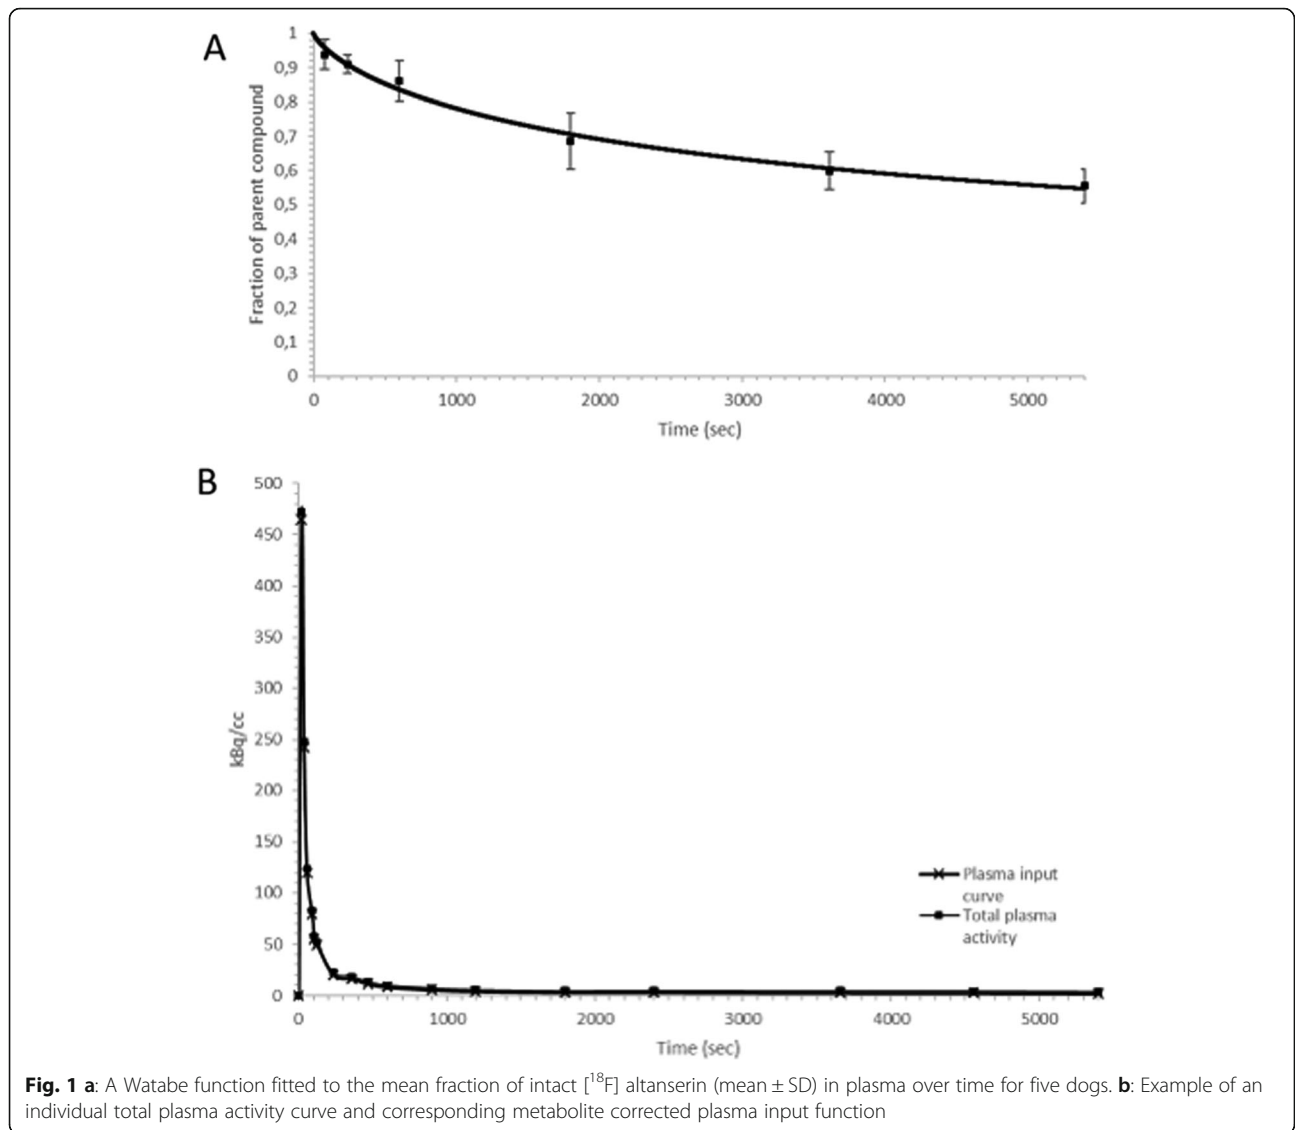 A
1
0,9
0,8
0,7
0,6
0,5
0,4
0,3
0,2
0,1
0
Fraction of parent compound
0 1000 2000 3000 4000 5000
Time (sec)
B
500
450
400
350
300
250
200
150
100
50
0
kBq/cc
Plasma input
curve
Total plasma
activity
0 1000 2000 3000 4000 5000
Time (sec)
Fig. 1 a: A Watabe function fitted to the mean fraction of intact [18F] altanserin (mean ± SD) in plasma over time for five dogs. b: Example of an
individual total plasma activity curve and corresponding metabolite corrected plasma input function